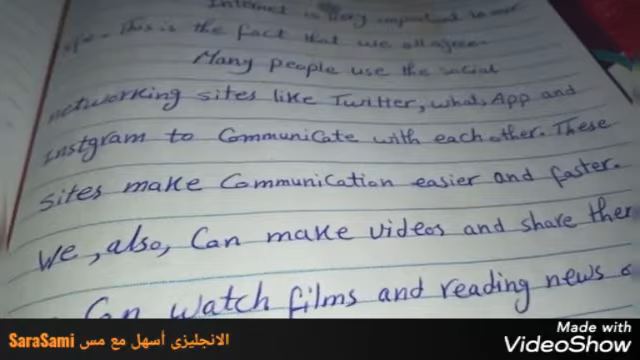 Internet is very important to our
life. This is the fact that we all agree.
Many people use the social
networking sites like Twitter, whats App and
Instgram to Communicate with each other. These
sites make Communication easier and faster.
We, also, Can make videos and share ther
Can watch films and reading news o
الانجليزى أسهل مع مس SaraSami
Made with
VideoShow